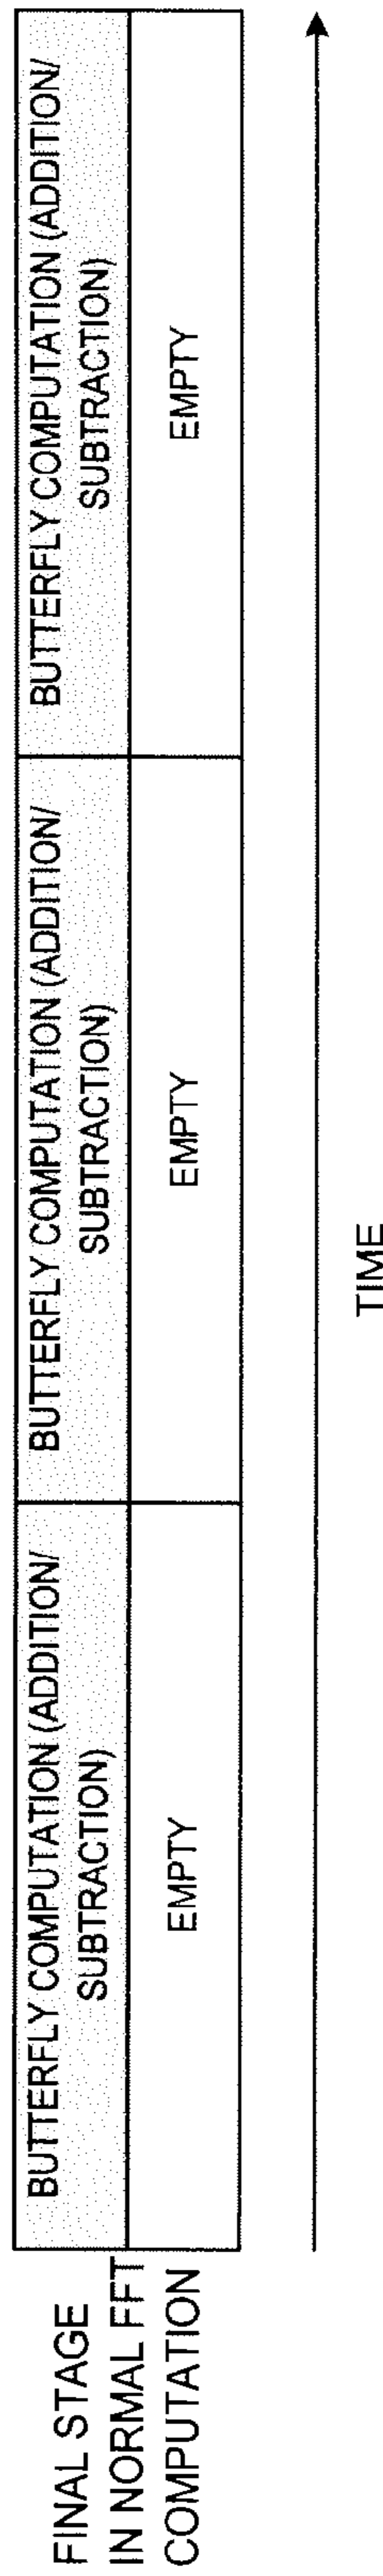 FINAL STAGE
IN NORMAL FFT
COMPUTATION
BUTTERFLY COMPUTATION (ADDITION/
SUBTRACTION)
EMPTY
BUTTERFLY COMPUTATION (ADDITION/
SUBTRACTION)
EMPTY
BUTTERFLY COMPUTATION (ADDITION/
SUBTRACTION)
EMPTY
TIME